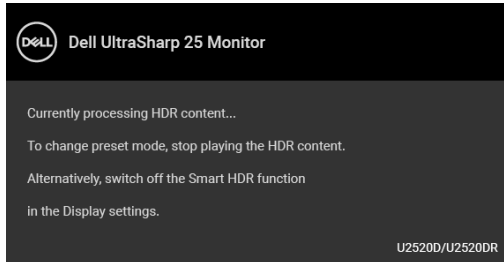 DELL Dell UltraSharp 25 Monitor
Currently processing HDR content...
To change preset mode, stop playing the HDR content.
Alternatively, switch off the Smart HDR function
in the Display settings.
U2520D/U2520DR